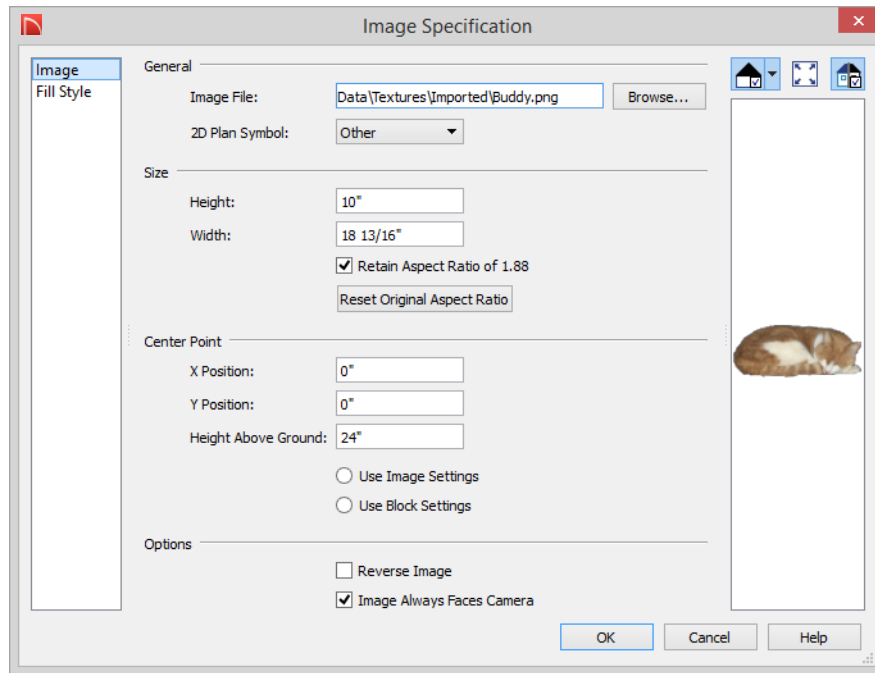 Image Specification
Image
Fill Style
General
Image File: Data\Textures\Imported\Buddy.png Browse...
2D Plan Symbol: Other
Size
Height: 10"
Width: 18 13/16"
Retain Aspect Ratio of 1.88
Reset Original Aspect Ratio
Center Point
X Position: 0"
Y Position: 0"
Height Above Ground: 24"
Use Image Settings
Use Block Settings
Options
Reverse Image
Image Always Faces Camera
OK Cancel Help